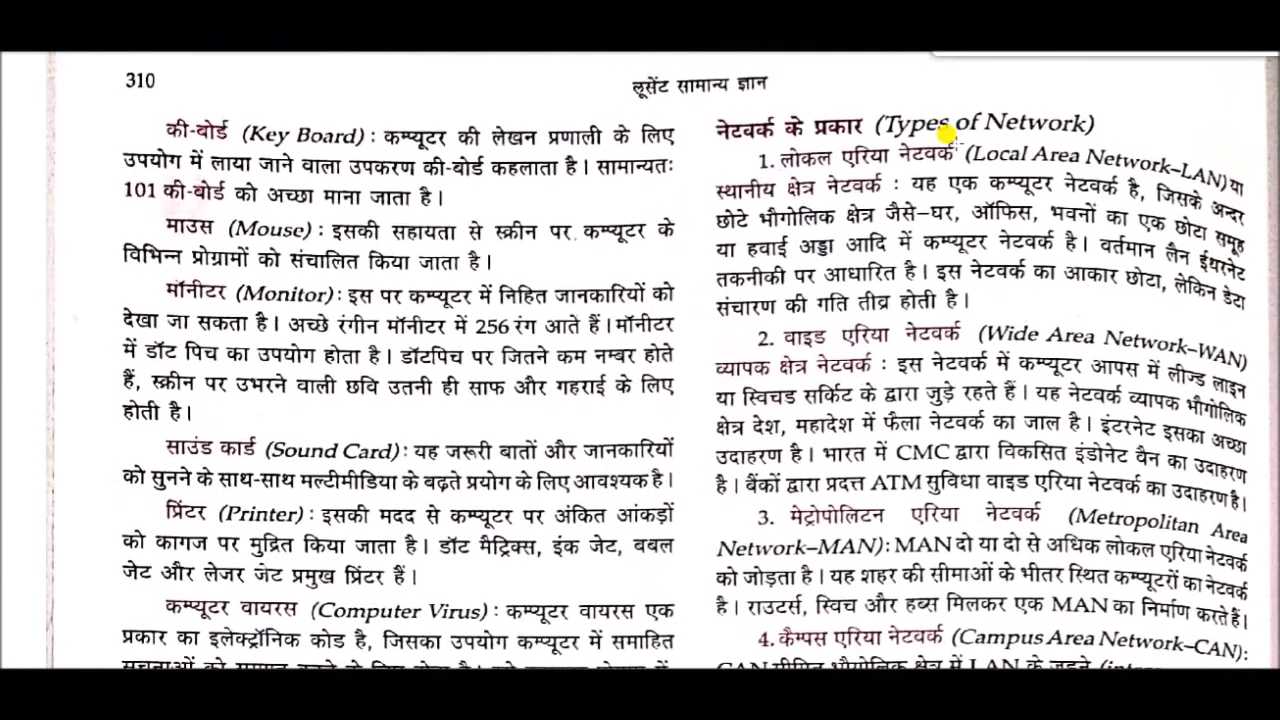 310
लूसेंट सामान्य ज्ञान
की-बोर्ड (Key Board) : कम्प्यूटर की लेखन प्रणाली के लिए
उपयोग में लाया जाने वाला उपकरण की-बोर्ड कहलाता है। सामान्यतः
101 की-बोर्ड को अच्छा माना जाता है।
माउस (Mouse) : इसकी सहायता से स्क्रीन पर कम्प्यूटर के
विभिन्न प्रोग्रामों को संचालित किया जाता है।
मॉनीटर (Monitor) : इस पर कम्प्यूटर में निहित जानकारियों को
देखा जा सकता है। अच्छे रंगीन मॉनीटर में 256 रंग आते हैं। मॉनीटर
में डॉट पिच का उपयोग होता है। डॉटपिच पर जितने कम नम्बर होते
हैं, स्क्रीन पर उभरने वाली छवि उतनी ही साफ और गहराई के लिए
होती है।
साउंड कार्ड (Sound Card) : यह जरूरी बातों और जानकारियों
को सुनने के साथ-साथ मल्टीमीडिया के बढ़ते प्रयोग के लिए आवश्यक है।
प्रिंटर (Printer) : इसकी मदद से कम्प्यूटर पर अंकित आंकड़ों
को कागज पर मुद्रित किया जाता है। डॉट मैट्रिक्स, इंक जेट, बबल
जेट और लेजर जेट प्रमुख प्रिंटर हैं।
कम्प्यूटर वायरस (Computer Virus) : कम्प्यूटर वायरस एक
प्रकार का इलेक्ट्रॉनिक कोड है, जिसका उपयोग कम्प्यूटर में समाहित
नेटवर्क के प्रकार (Types of Network)
1. लोकल एरिया नेटवर्क (Local Area Network–LAN) या
स्थानीय क्षेत्र नेटवर्क : यह एक कम्प्यूटर नेटवर्क है, जिसके अन्दर
छोटे भौगोलिक क्षेत्र जैसे–घर, ऑफिस, भवनों का एक छोटा समूह
या हवाई अड्डा आदि में कम्प्यूटर नेटवर्क है। वर्तमान लैन ईथरनेट
तकनीकी पर आधारित है। इस नेटवर्क का आकार छोटा, लेकिन डेटा
संचारण की गति तीव्र होती है।
2. वाइड एरिया नेटवर्क (Wide Area Network–WAN)
व्यापक क्षेत्र नेटवर्क : इस नेटवर्क में कम्प्यूटर आपस में लीज्ड लाइन
या स्विचड सर्किट के द्वारा जुड़े रहते हैं। यह नेटवर्क व्यापक भौगोलिक
क्षेत्र देश, महादेश में फैला नेटवर्क का जाल है। इंटरनेट इसका अच्छा
उदाहरण है। भारत में CMC द्वारा विकसित इंडोनेट वैन का उदाहरण
है। बैंकों द्वारा प्रदत्त ATM सुविधा वाइड एरिया नेटवर्क का उदाहरण है।
3. मेट्रोपोलिटन एरिया नेटवर्क (Metropolitan Area
Network–MAN) : MAN दो या दो से अधिक लोकल एरिया नेटवर्क
को जोड़ता है। यह शहर की सीमाओं के भीतर स्थित कम्प्यूटरों का नेटवर्क
है। राउटर्स, स्विच और हब्स मिलकर एक MAN का निर्माण करते हैं।
4. कैम्पस एरिया नेटवर्क (Campus Area Network–CAN) :
CAN सीमित भौगोलिक क्षेत्र में LAN के जुड़ने